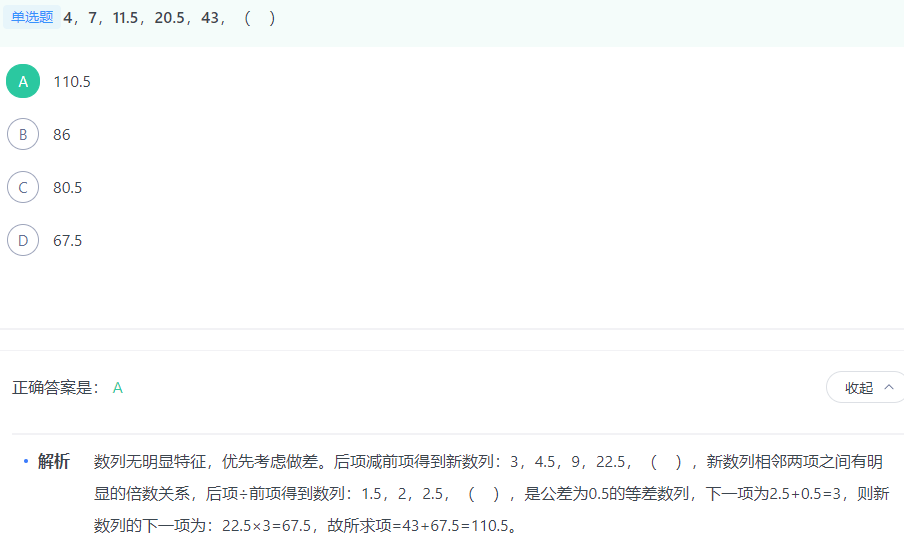 单选题 4，7，11.5，20.5，43，（　）
A 110.5
B 86
C 80.5
D 67.5
正确答案是： A 收起
解析 数列无明显特征，优先考虑做差。后项减前项得到新数列：3，4.5，9，22.5，（　），新数列相邻两项之间有明
显的倍数关系，后项÷前项得到数列：1.5，2，2.5，（　），是公差为0.5的等差数列，下一项为2.5+0.5=3，则新
数列的下一项为：22.5×3=67.5，故所求项=43+67.5=110.5。